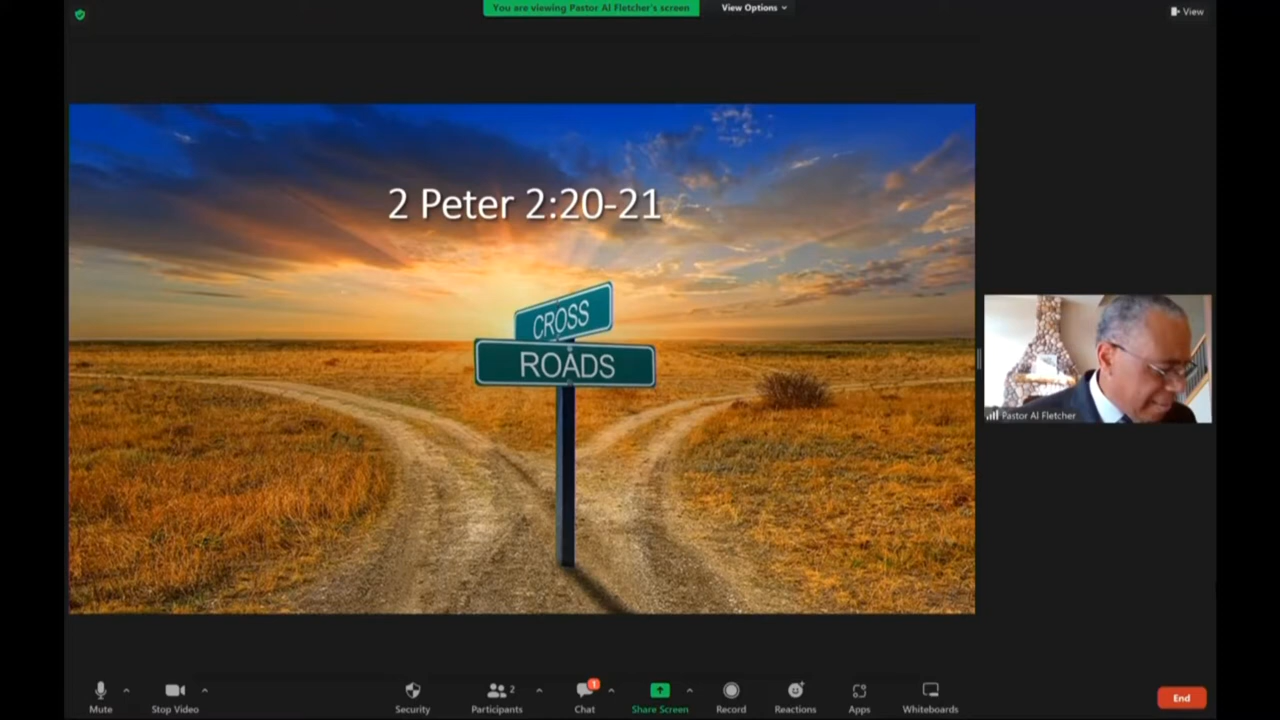 You are viewing Pastor Al Fletcher's screen
View Options
View
2 Peter 2:20-21
CROSS
ROADS
Pastor Al Fletcher
Mute
Stop Video
Security
Participants
2
Chat
1
Share Screen
Record
Reactions
Apps
Whiteboards
End